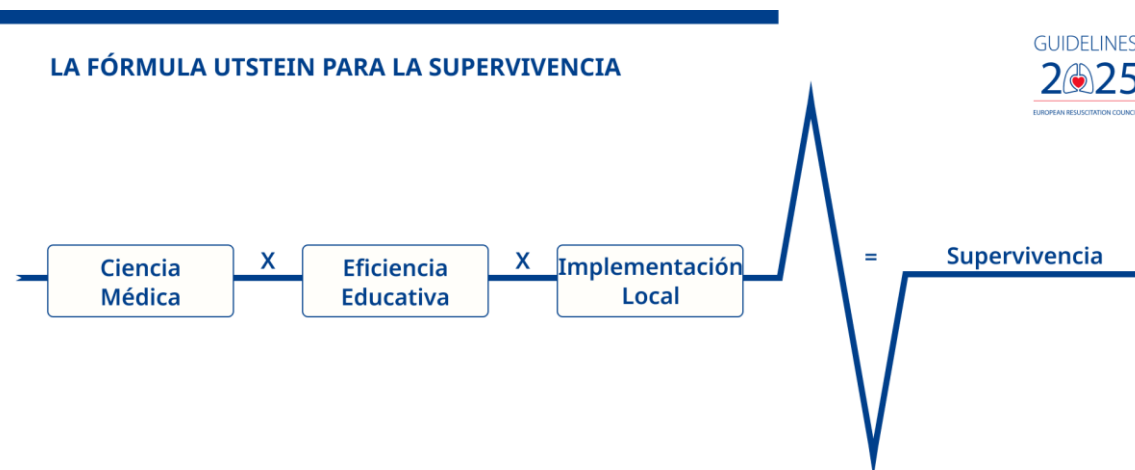 GUIDELINES
LA FÓRMULA UTSTEIN PARA LA SUPERVIVENCIA
2025
EUROPEAN RESUSCITATION COUNCIL
Ciencia
Médica
X
Eficiencia
Educativa
X
Implementación
Local
=
Supervivencia